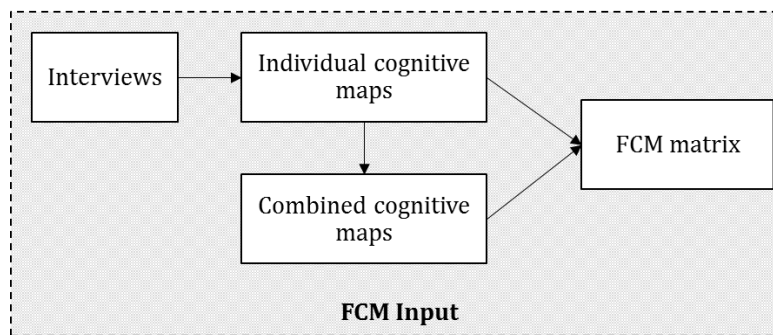 Interviews
Individual cognitive
maps
FCM matrix
Combined cognitive
maps
FCM Input